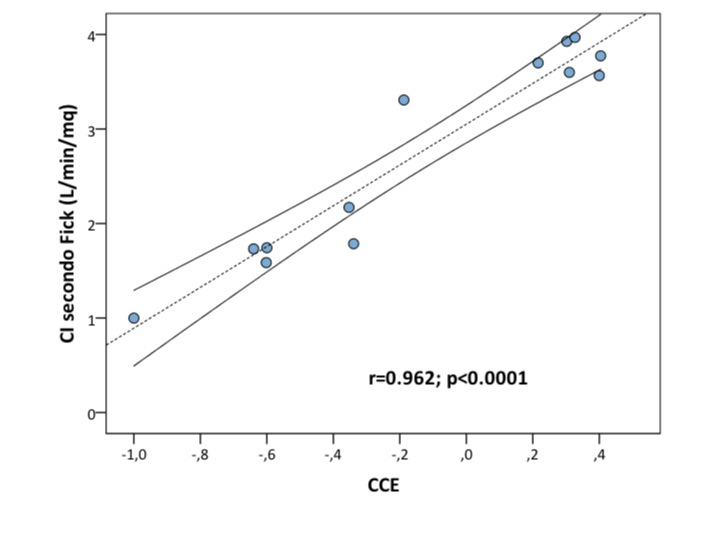 CI secondo Fick (L/min/mq)
4
3
2
1
0
r=0.962; p<0.0001
-1,0 -,8 -,6 -,4 -,2 ,0 ,2 ,4
CCE